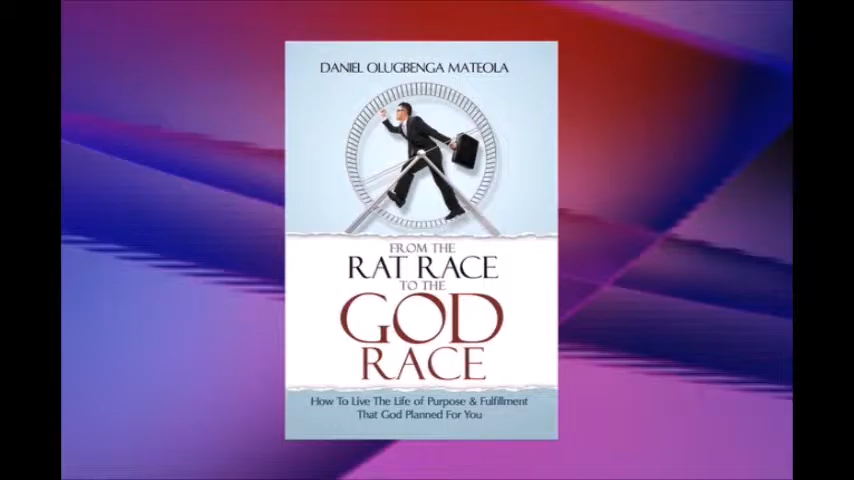 DANIEL OLUGBENGA MATEOLA
FROM THE
RAT RACE
TO THE
GOD
RACE
How To Live The Life of Purpose & Fulfillment
That God Planned For You